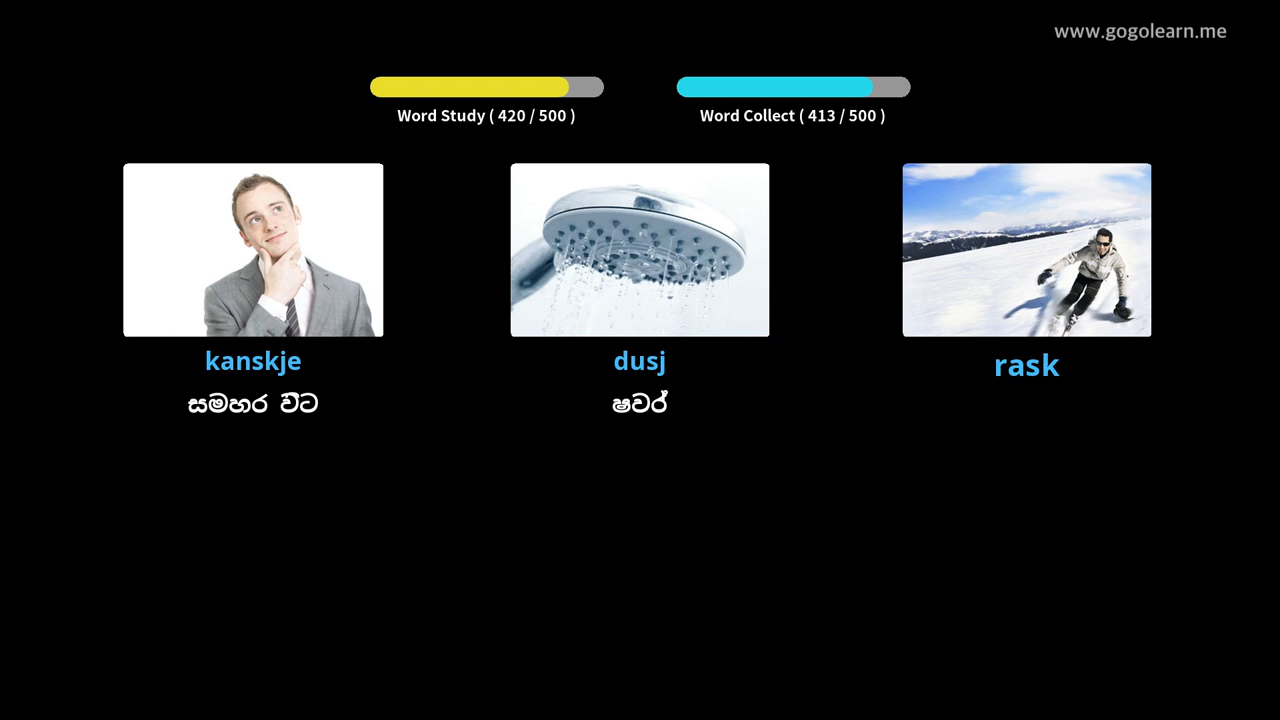 www.gogolearn.me
Word Study ( 420 / 500 )
Word Collect ( 413 / 500 )
kanskje
dusj
rask
සමහර විට
ෂවර්